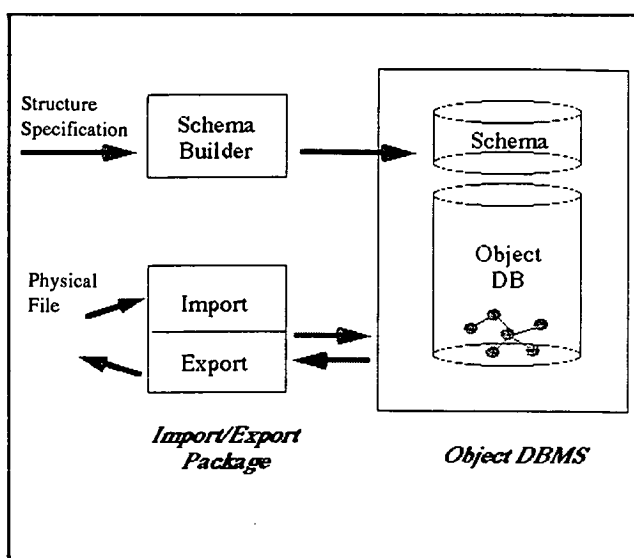 Structure
Specification
Schema
Builder
Schema
Object
DB
Physical
File
Import
Export
Import/Export
Package
Object DBMS